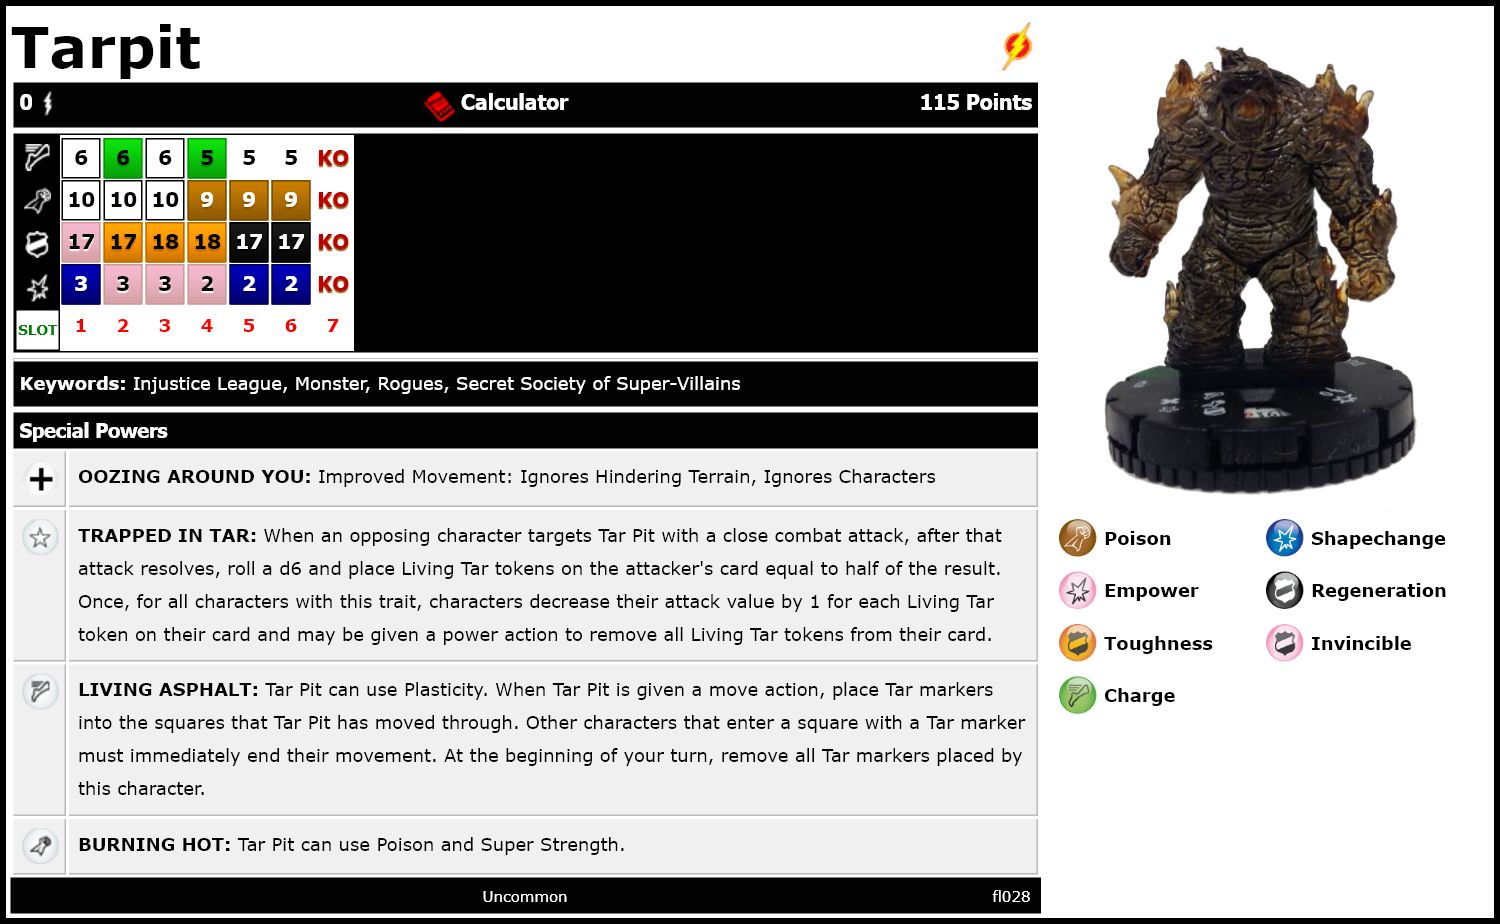 Tarpit
0 Calculator 115 Points
6 6 6 5 5 5 KO
10 10 10 9 9 9 KO
17 17 18 18 17 17 KO
3 3 3 2 2 2 KO
SLOT 1 2 3 4 5 6 7
Keywords: Injustice League, Monster, Rogues, Secret Society of Super-Villains
Special Powers
OOZING AROUND YOU: Improved Movement: Ignores Hindering Terrain, Ignores Characters
TRAPPED IN TAR: When an opposing character targets Tar Pit with a close combat attack, after that
attack resolves, roll a d6 and place Living Tar tokens on the attacker's card equal to half of the result.
Once, for all characters with this trait, characters decrease their attack value by 1 for each Living Tar
token on their card and may be given a power action to remove all Living Tar tokens from their card.
LIVING ASPHALT: Tar Pit can use Plasticity. When Tar Pit is given a move action, place Tar markers
into the squares that Tar Pit has moved through. Other characters that enter a square with a Tar marker
must immediately end their movement. At the beginning of your turn, remove all Tar markers placed by
this character.
BURNING HOT: Tar Pit can use Poison and Super Strength.
Uncommon fl028
Poison Shapechange
Empower Regeneration
Toughness Invincible
Charge